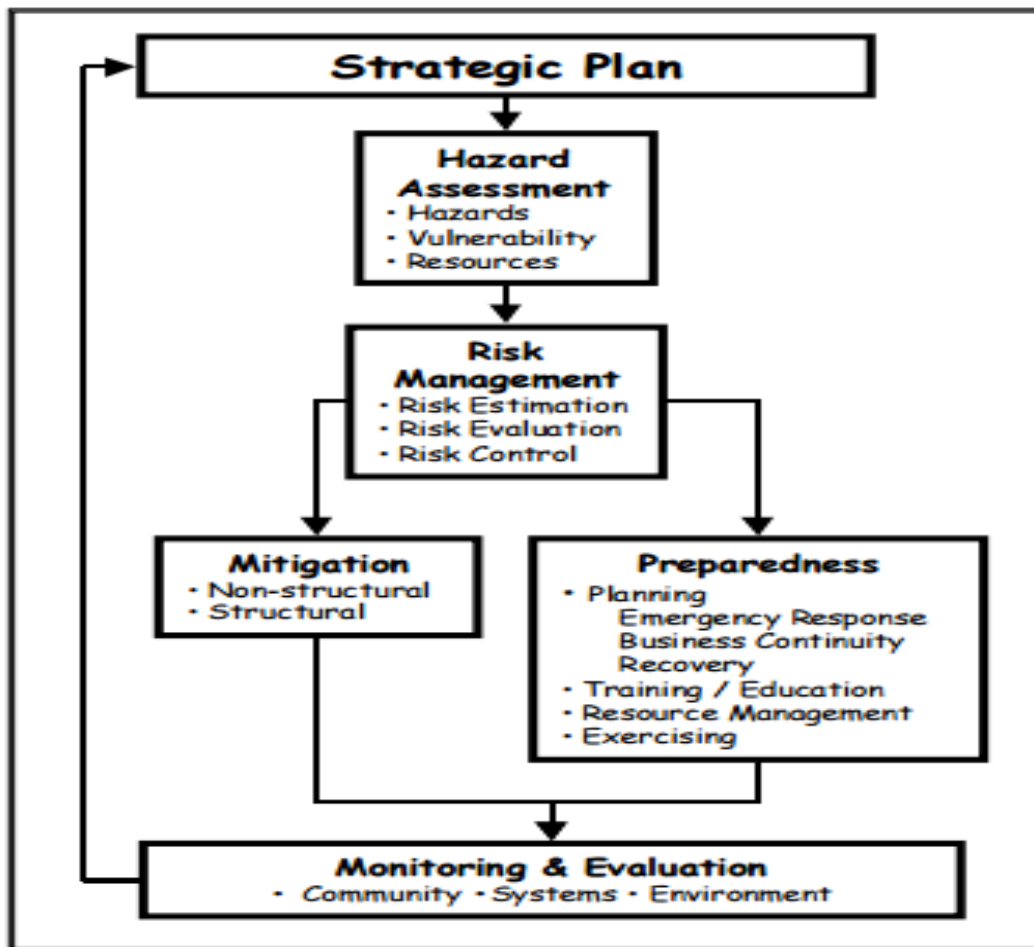 Strategic Plan
Hazard
Assessment
· Hazards
· Vulnerability
· Resources
Risk
Management
· Risk Estimation
· Risk Evaluation
· Risk Control
Mitigation
· Non-structural
· Structural
Preparedness
· Planning
Emergency Response
Business Continuity
Recovery
· Training / Education
· Resource Management
· Exercising
Monitoring & Evaluation
· Community · Systems · Environment